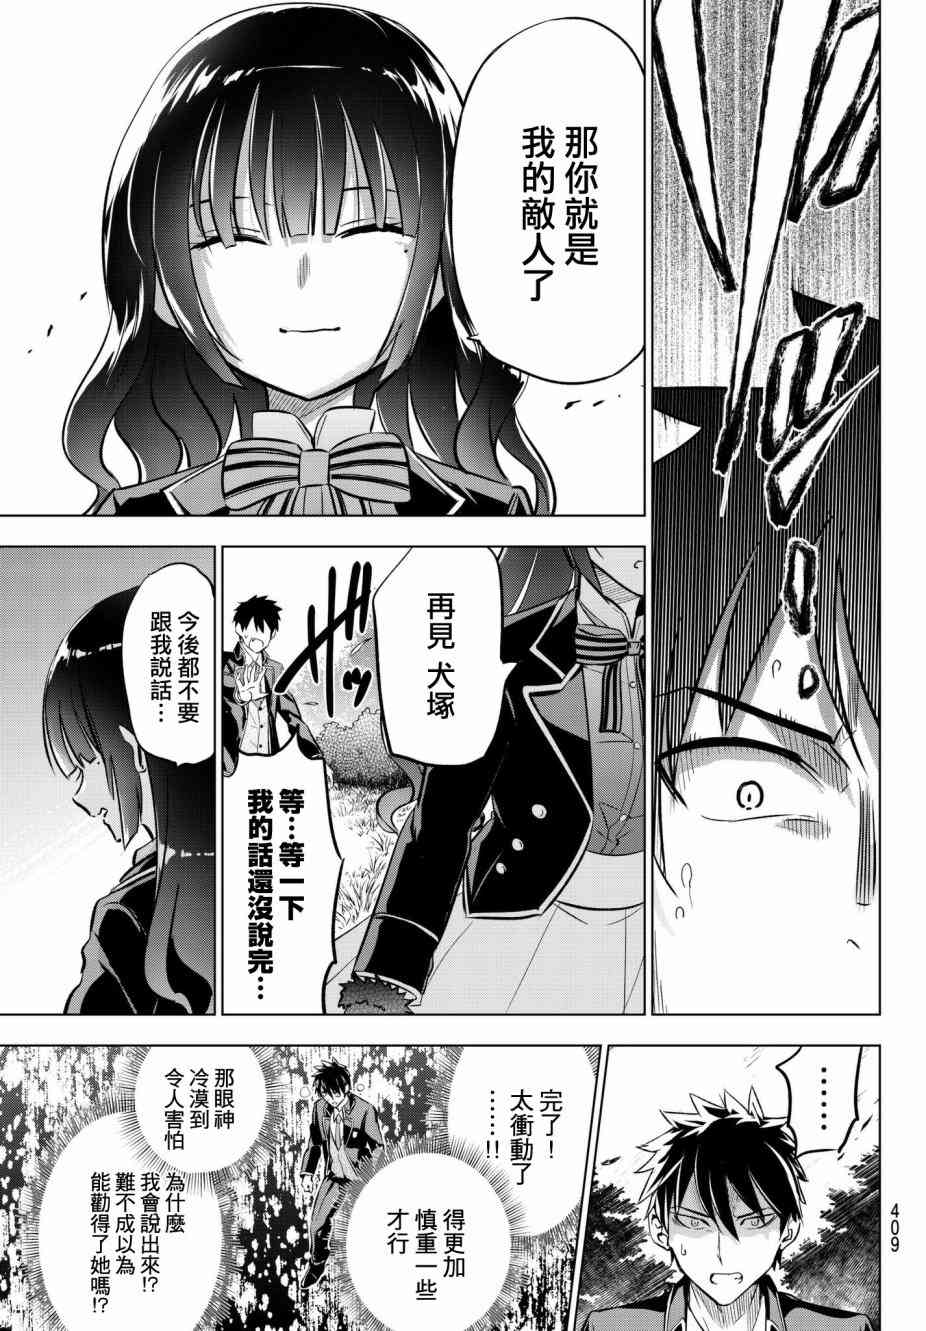 那你就是
我的敵人了
再見 犬塚
等…等一下
我的話還沒說完…
今後都不要
跟我説話…
……
完了！
太衝動了
……!!
得更加
慎重一些
才行
那眼神
冷漠到
令人害怕
為什麼
我會說出來!?
難不成以為
能勸得了她嗎!?
409